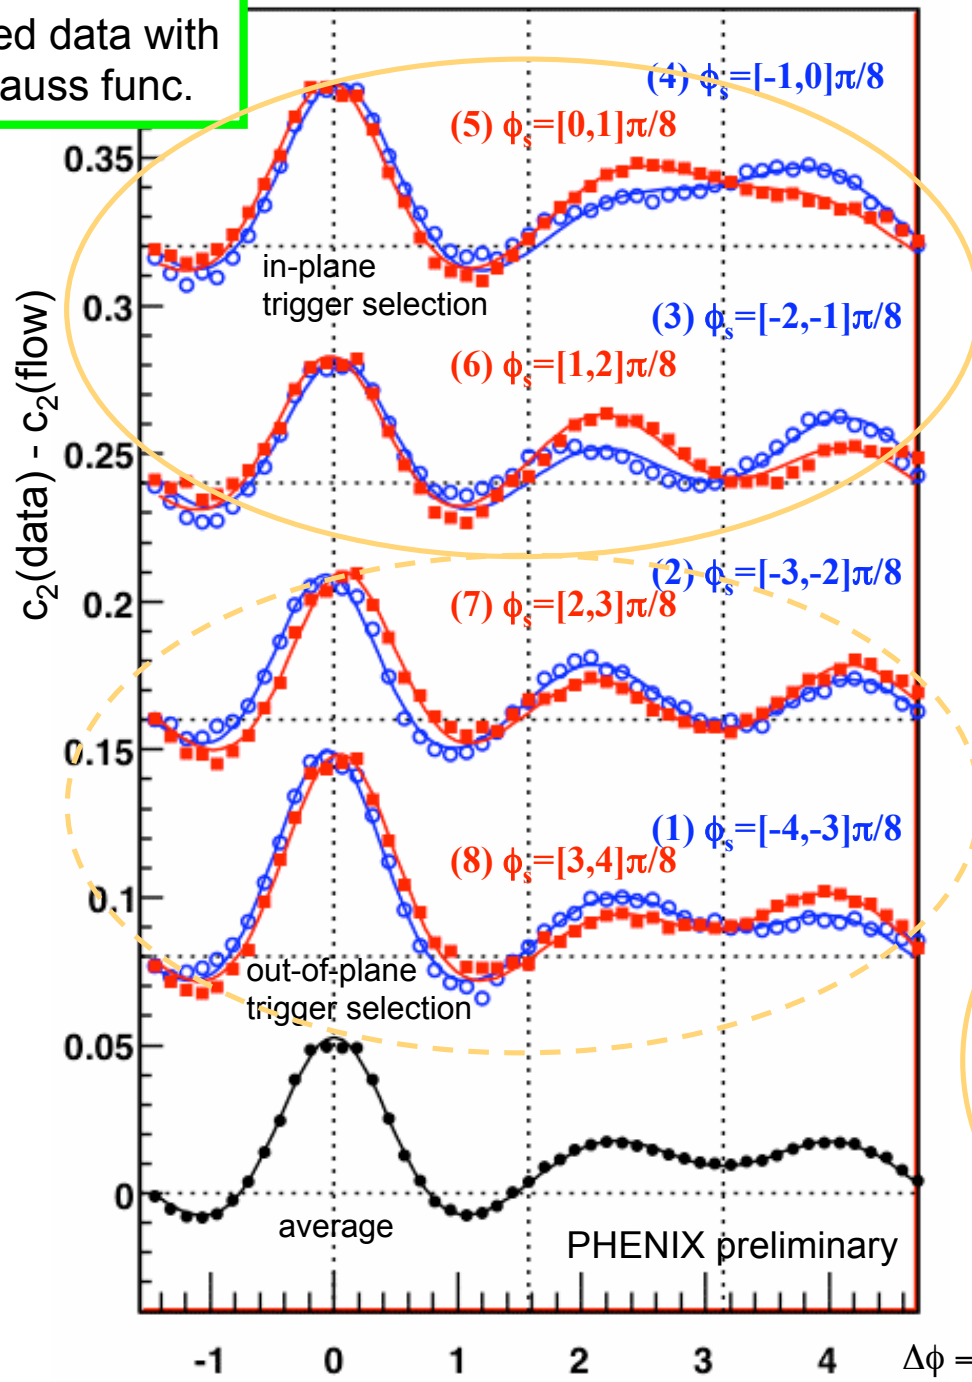 ed data with
auss func.
(4) ϕs=[-1,0]π/8
(5) ϕs=[0,1]π/8
0.35
in-plane
trigger selection
0.3
(3) ϕs=[-2,-1]π/8
(6) ϕs=[1,2]π/8
0.25
c2(data) - c2(flow)
(2) ϕs=[-3,-2]π/8
(7) ϕs=[2,3]π/8
0.2
0.15
(1) ϕs=[-4,-3]π/8
(8) ϕs=[3,4]π/8
0.1
out-of-plane
trigger selection
0.05
0
average
PHENIX preliminary
-1 0 1 2 3 4 Δϕ =